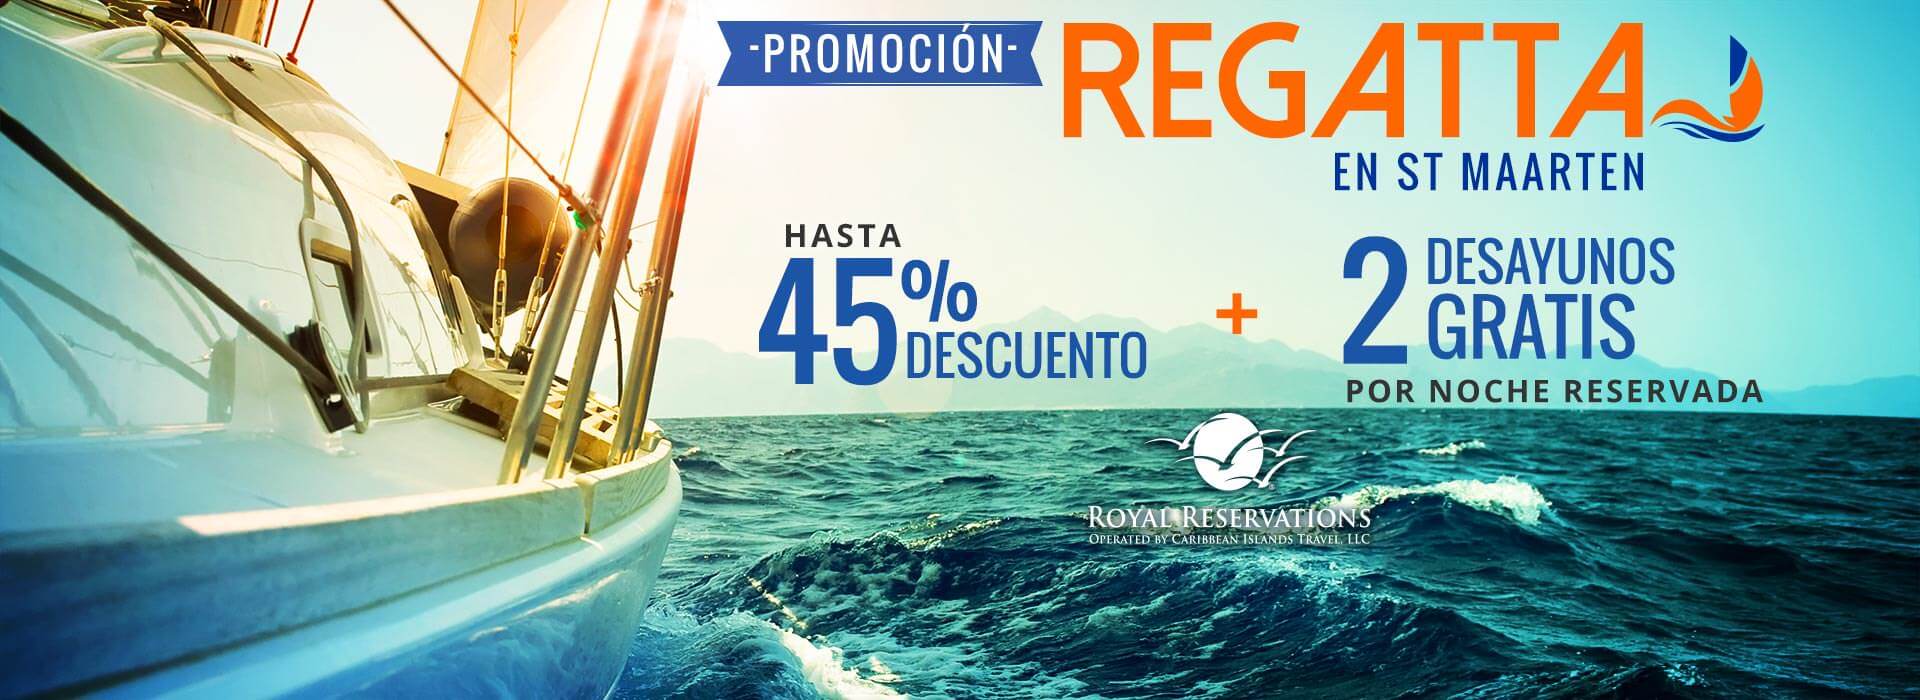 -PROMOCIÓN-
REGATTA
EN ST MAARTEN
HASTA
45%
DESCUENTO
+
2 DESAYUNOS
GRATIS
POR NOCHE RESERVADA
ROYAL RESERVATIONS
OPERATED BY CARIBBEAN ISLANDS TRAVEL, LLC